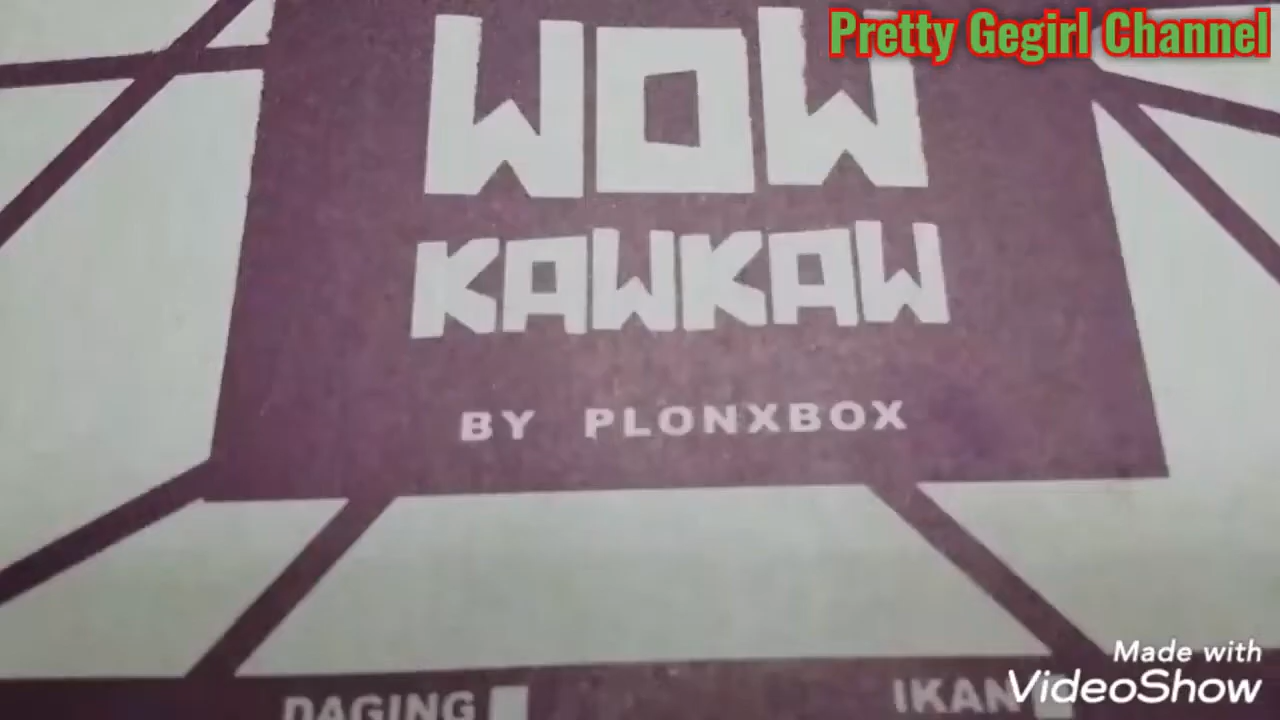 Pretty Gegirl Channel
WOW
KAWKAW
BY PLONXBOX
DAGING
IKAN
Made with
VideoShow